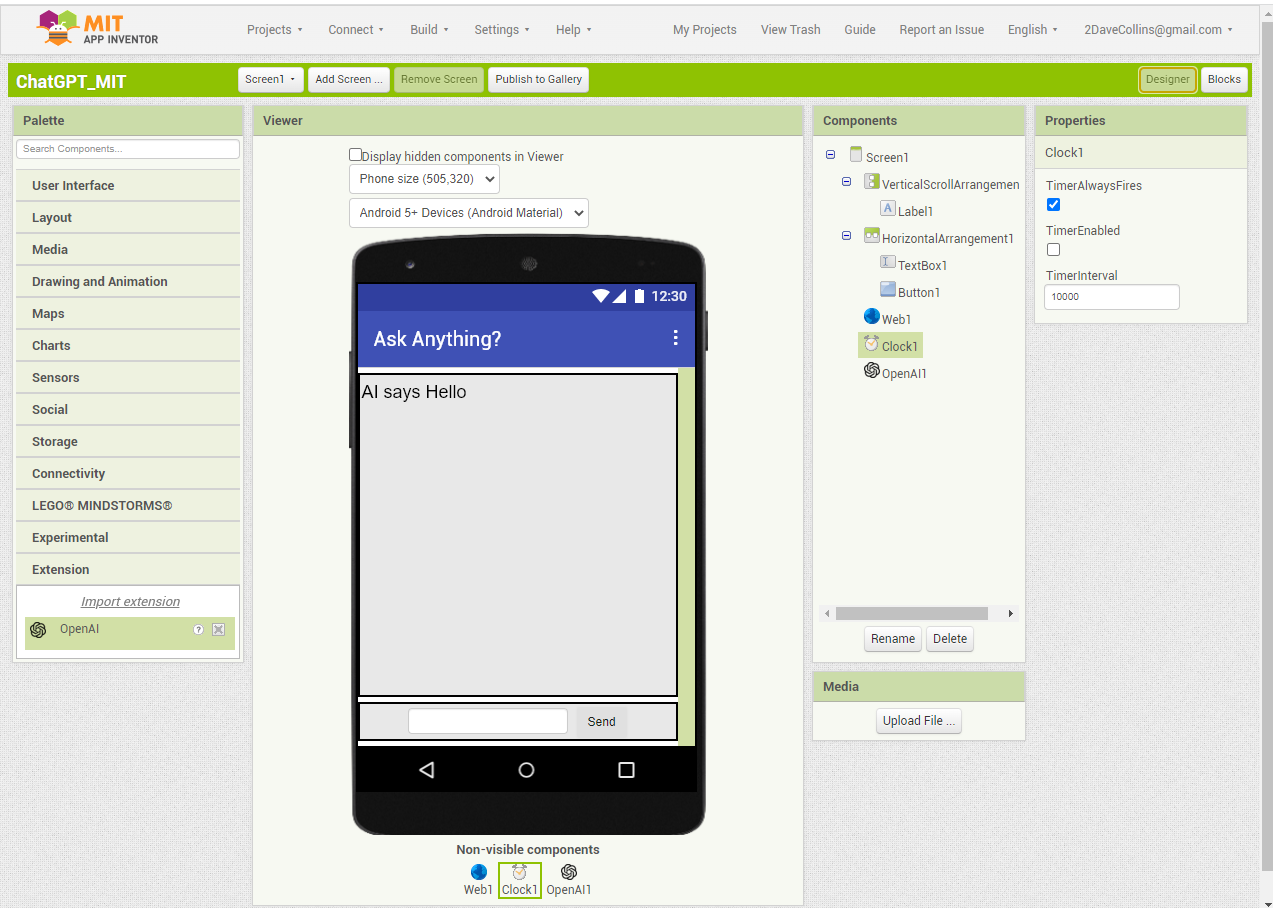 MIT
APP INVENTOR
Projects
Connect
Build
Settings
Help
My Projects
View Trash
Guide
Report an Issue
English
2DaveCollins@gmail.com
ChatGPT_MIT
Screen1
Add Screen ...
Remove Screen
Publish to Gallery
Designer
Blocks
Palette
Search Components...
User Interface
Layout
Media
Drawing and Animation
Maps
Charts
Sensors
Social
Storage
Connectivity
LEGO® MINDSTORMS®
Experimental
Extension
Import extension
OpenAI
?
Viewer
Display hidden components in Viewer
Phone size (505,320)
Android 5+ Devices (Android Material)
12:30
Ask Anything?
AI says Hello
Send
Non-visible components
Web1
Clock1
OpenAI1
Components
Screen1
VerticalScrollArrangemen
Label1
HorizontalArrangement1
TextBox1
Button1
Web1
Clock1
OpenAI1
Rename
Delete
Media
Upload File ...
Properties
Clock1
TimerAlwaysFires
TimerEnabled
TimerInterval
10000